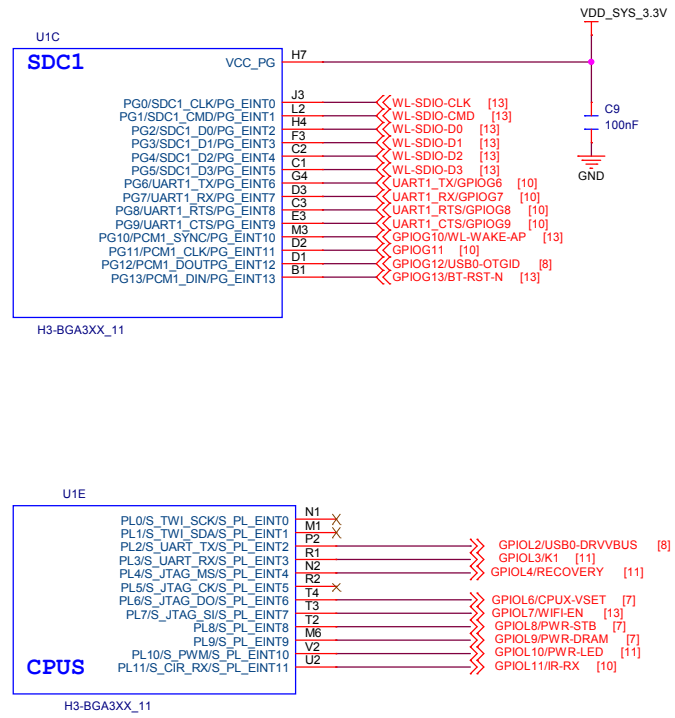 VDD_SYS_3.3V
U1C
SDC1
VCC_PG H7
C9
100nF
GND
PG0/SDC1_CLK/PG_EINT0 J3 WL-SDIO-CLK [13]
PG1/SDC1_CMD/PG_EINT1 L2 WL-SDIO-CMD [13]
PG2/SDC1_D0/PG_EINT2 H4 WL-SDIO-D0 [13]
PG3/SDC1_D1/PG_EINT3 F3 WL-SDIO-D1 [13]
PG4/SDC1_D2/PG_EINT4 C2 WL-SDIO-D2 [13]
PG5/SDC1_D3/PG_EINT5 C1 WL-SDIO-D3 [13]
PG6/UART1_TX/PG_EINT6 G4 UART1_TX/GPIOG6 [10]
PG7/UART1_RX/PG_EINT7 D3 UART1_RX/GPIOG7 [10]
PG8/UART1_RTS/PG_EINT8 C3 UART1_RTS/GPIOG8 [10]
PG9/UART1_CTS/PG_EINT9 E3 UART1_CTS/GPIOG9 [10]
PG10/PCM1_SYNC/PG_EINT10 M3 GPIOG10/WL-WAKE-AP [13]
PG11/PCM1_CLK/PG_EINT11 D2 GPIOG11 [10]
PG12/PCM1_DOUTPG_EINT12 D1 GPIOG12/USB0-OTGID [8]
PG13/PCM1_DIN/PG_EINT13 B1 GPIOG13/BT-RST-N [13]
H3-BGA3XX_11
U1E
PL0/S_TWI_SCK/S_PL_EINT0 N1
PL1/S_TWI_SDA/S_PL_EINT1 M1
PL2/S_UART_TX/S_PL_EINT2 P2 GPIOL2/USB0-DRVVBUS [8]
PL3/S_UART_RX/S_PL_EINT3 R1 GPIOL3/K1 [11]
PL4/S_JTAG_MS/S_PL_EINT4 N2 GPIOL4/RECOVERY [11]
PL5/S_JTAG_CK/S_PL_EINT5 R2
PL6/S_JTAG_DO/S_PL_EINT6 T4 GPIOL6/CPUX-VSET [7]
PL7/S_JTAG_SI/S_PL_EINT7 T3 GPIOL7/WIFI-EN [13]
PL8/S_PL_EINT8 T2 GPIOL8/PWR-STB [7]
PL9/S_PL_EINT9 M6 GPIOL9/PWR-DRAM [7]
PL10/S_PWM/S_PL_EINT10 V2 GPIOL10/PWR-LED [11]
PL11/S_CIR_RX/S_PL_EINT11 U2 GPIOL11/IR-RX [10]
CPUS
H3-BGA3XX_11